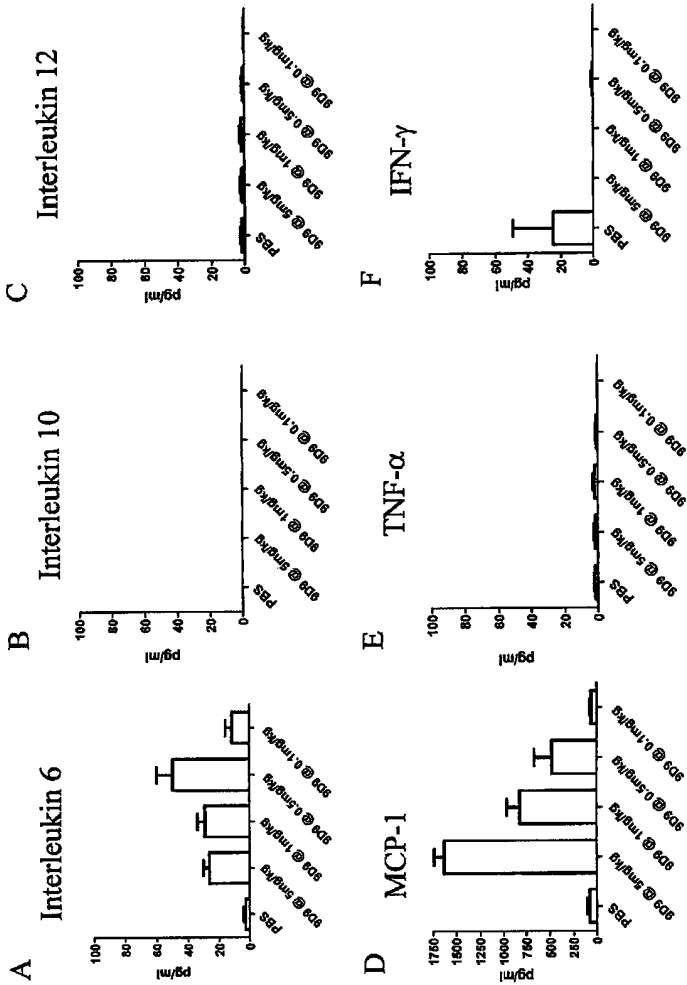 A
Interleukin 6
pg/ml
100
80
60
40
20
0
PBS
9D9 @ 5mg/kg
9D9 @ 1mg/kg
9D9 @ 0.5mg/kg
9D9 @ 0.1mg/kg
B
Interleukin 10
pg/ml
100
80
60
40
20
0
PBS
9D9 @ 5mg/kg
9D9 @ 1mg/kg
9D9 @ 0.5mg/kg
9D9 @ 0.1mg/kg
C
Interleukin 12
pg/ml
100
80
60
40
20
0
PBS
9D9 @ 5mg/kg
9D9 @ 1mg/kg
9D9 @ 0.5mg/kg
9D9 @ 0.1mg/kg
D
MCP-1
pg/ml
1750
1500
1250
1000
750
500
250
0
PBS
9D9 @ 5mg/kg
9D9 @ 1mg/kg
9D9 @ 0.5mg/kg
9D9 @ 0.1mg/kg
E
TNF-α
pg/ml
100
80
60
40
20
0
PBS
9D9 @ 5mg/kg
9D9 @ 1mg/kg
9D9 @ 0.5mg/kg
9D9 @ 0.1mg/kg
F
IFN-γ
pg/ml
100
80
60
40
20
0
PBS
9D9 @ 5mg/kg
9D9 @ 1mg/kg
9D9 @ 0.5mg/kg
9D9 @ 0.1mg/kg